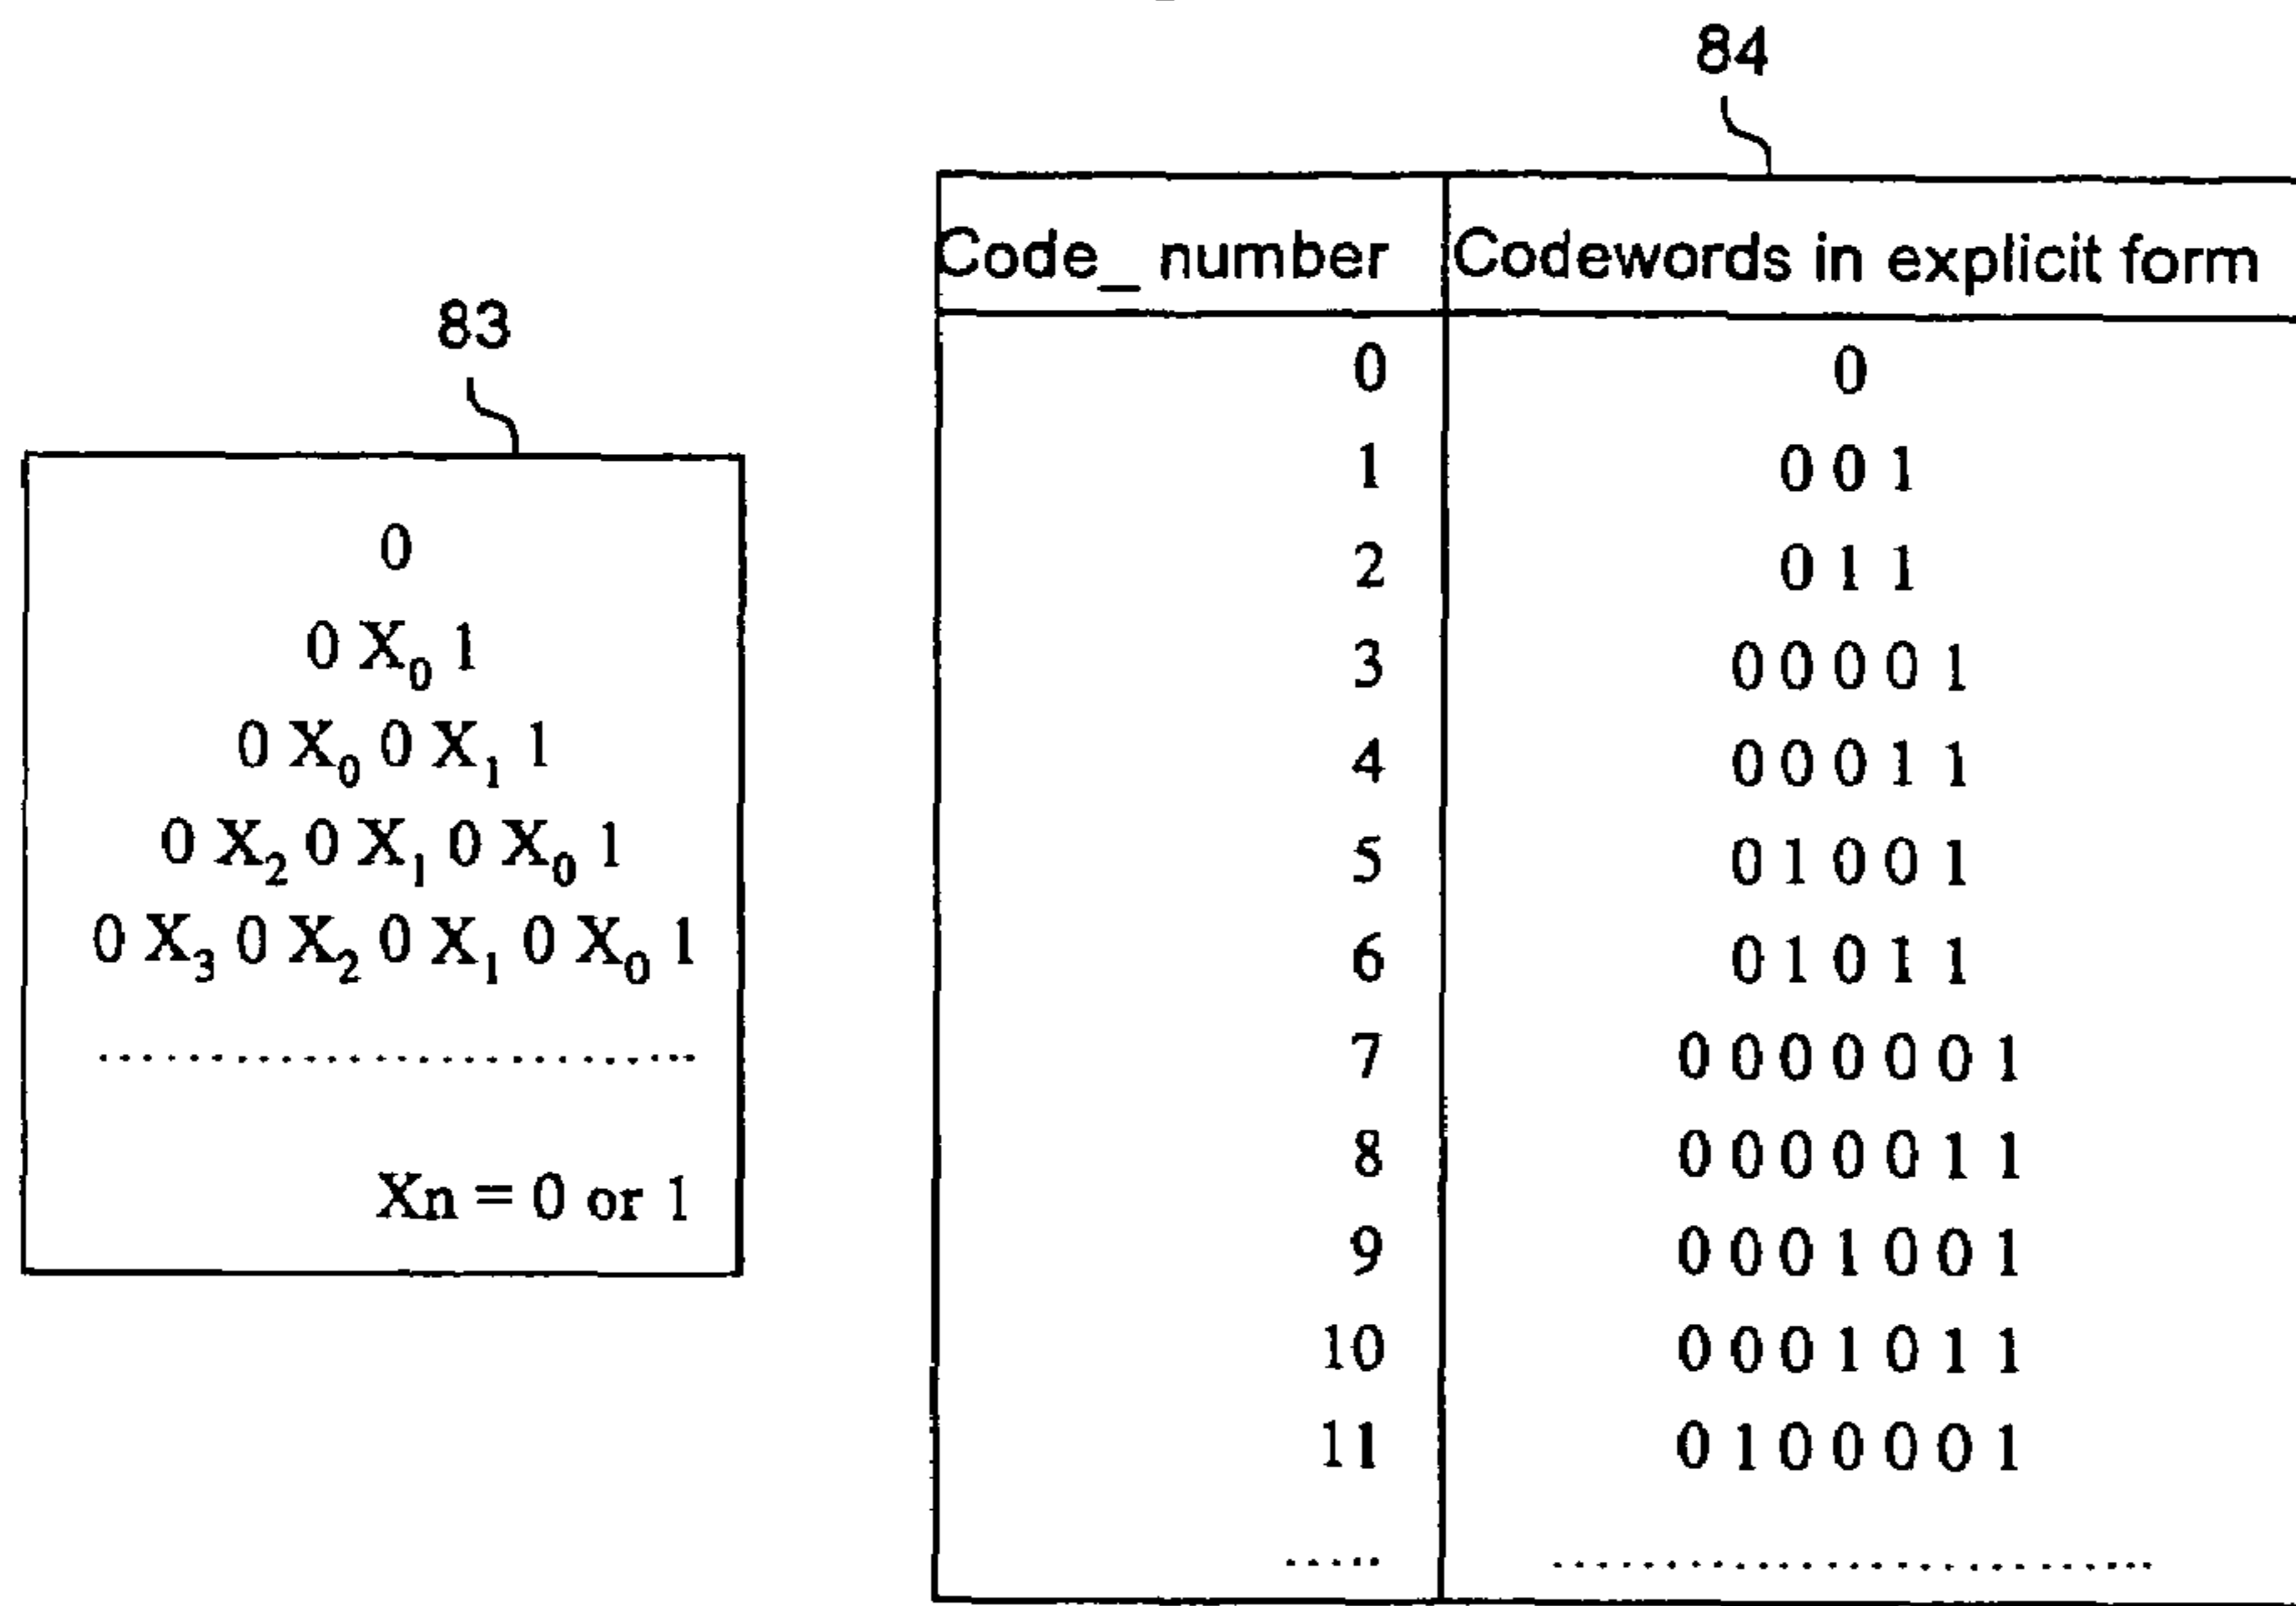 83
0
0 X₀ 1
0 X₀ 0 X₁ 1
0 X₂ 0 X₁ 0 X₀ 1
0 X₃ 0 X₂ 0 X₁ 0 X₀ 1
..........................
Xn = 0 or 1
84
Code_ number Codewords in explicit form
0 0
1 0 0 1
2 0 1 1
3 0 0 0 0 1
4 0 0 0 1 1
5 0 1 0 0 1
6 0 1 0 1 1
7 0 0 0 0 0 0 1
8 0 0 0 0 0 1 1
9 0 0 0 1 0 0 1
10 0 0 0 1 0 1 1
11 0 1 0 0 0 0 1
..... ..........................